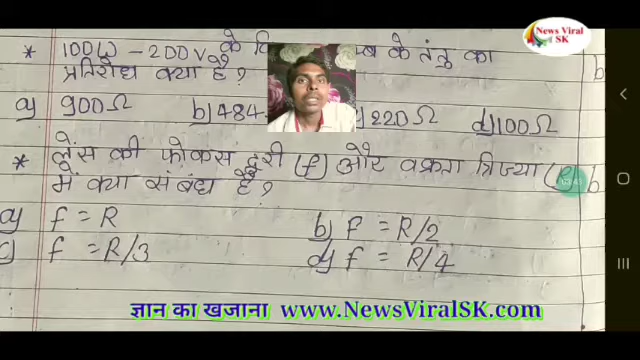 News Viral
SK
* 100W - 200V के वि बल्ब के तंतु का
प्रतिरोध क्या है?
a) 900Ω b) 484 220Ω d) 100Ω
* लेंस की फोकस दुरी (f) और वक्रता त्रिज्या (R)
में क्या संबंध है?
a) f = R b) f = R/2
c) f = R/3 d) f = R/4
ज्ञान का खजाना www.NewsViralSK.com